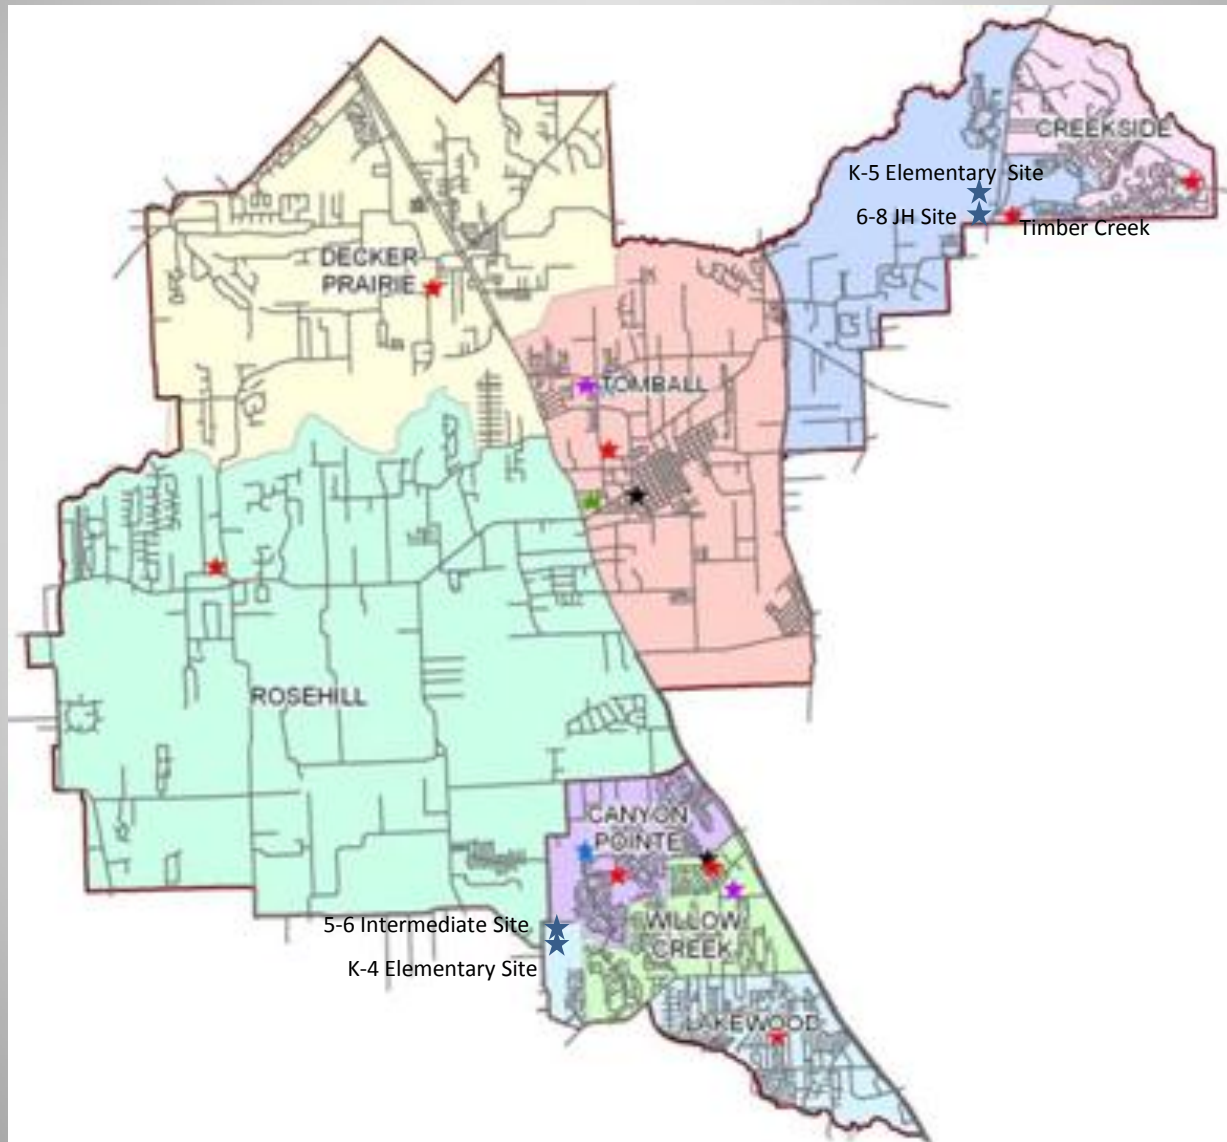 CREEKSIDE
K-5 Elementary Site
6-8 JH Site
Timber Creek
DECKER
PRAIRIE
TOMBALL
ROSEHILL
CANYON
POINTE
5-6 Intermediate Site
WILLOW
CREEK
K-4 Elementary Site
LAKEWOOD